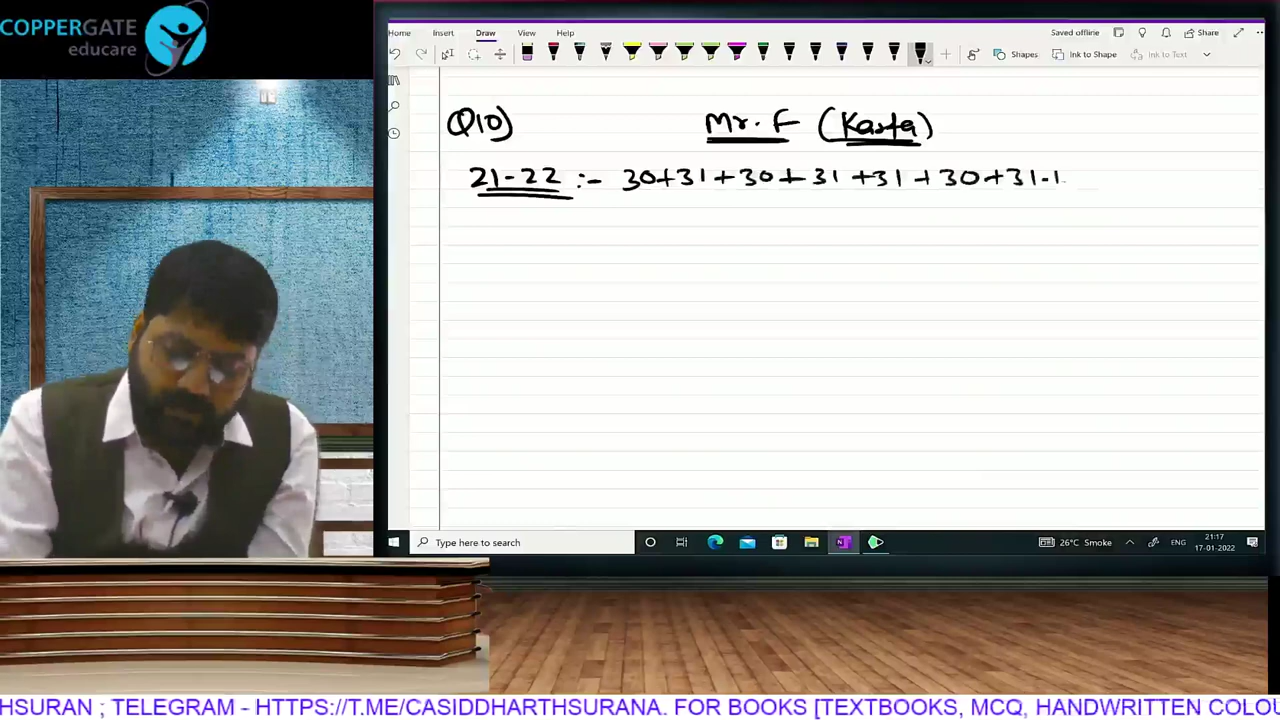 COPPERGATE
educare
Home Insert Draw View Help
Saved offline Share
Shapes Ink to Shape Ink to Text
Q10) Mr. F (Karta)
21-22 :- 30+31+30+31+31+30+31-1
Type here to search
26°C Smoke ENG 21:17
17-01-2022
HSURAN ; TELEGRAM - HTTPS://T.ME/CASIDDHARTHSURANA. FOR BOOKS [TEXTBOOKS, MCQ, HANDWRITTEN COLOU